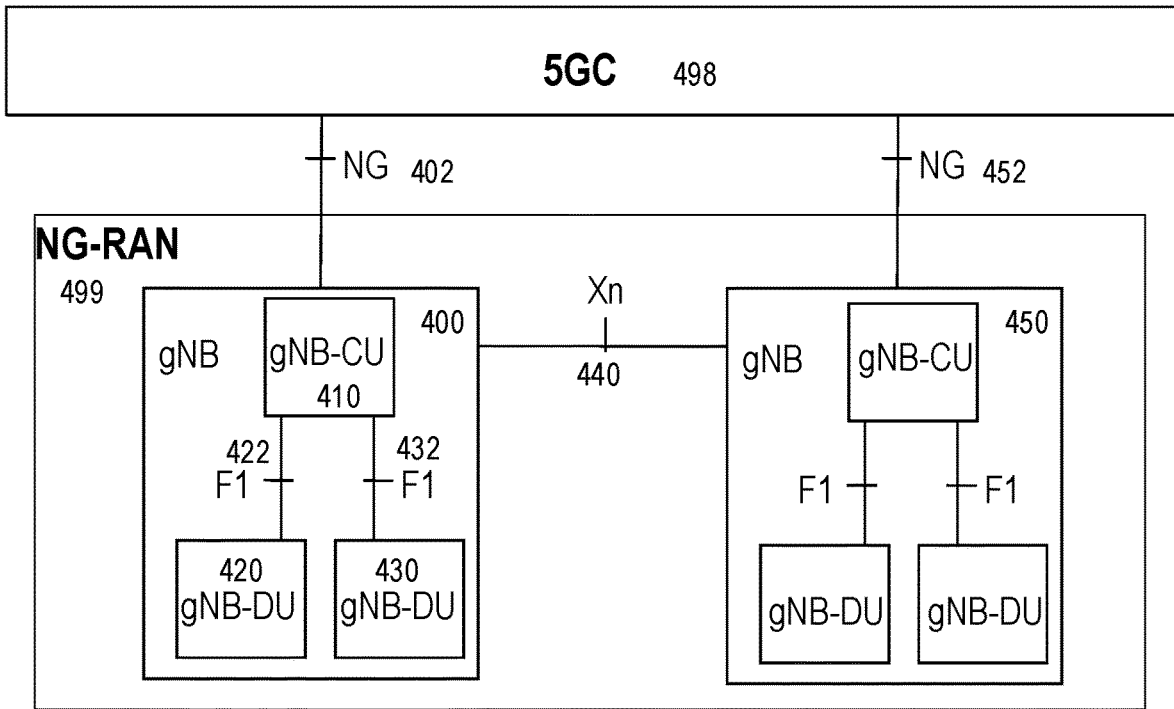 5GC 498
NG 402
NG 452
NG-RAN
499
Xn
400
450
gNB
gNB-CU
410
440
gNB
gNB-CU
422
432
F1
F1
F1
F1
420
gNB-DU
430
gNB-DU
gNB-DU
gNB-DU